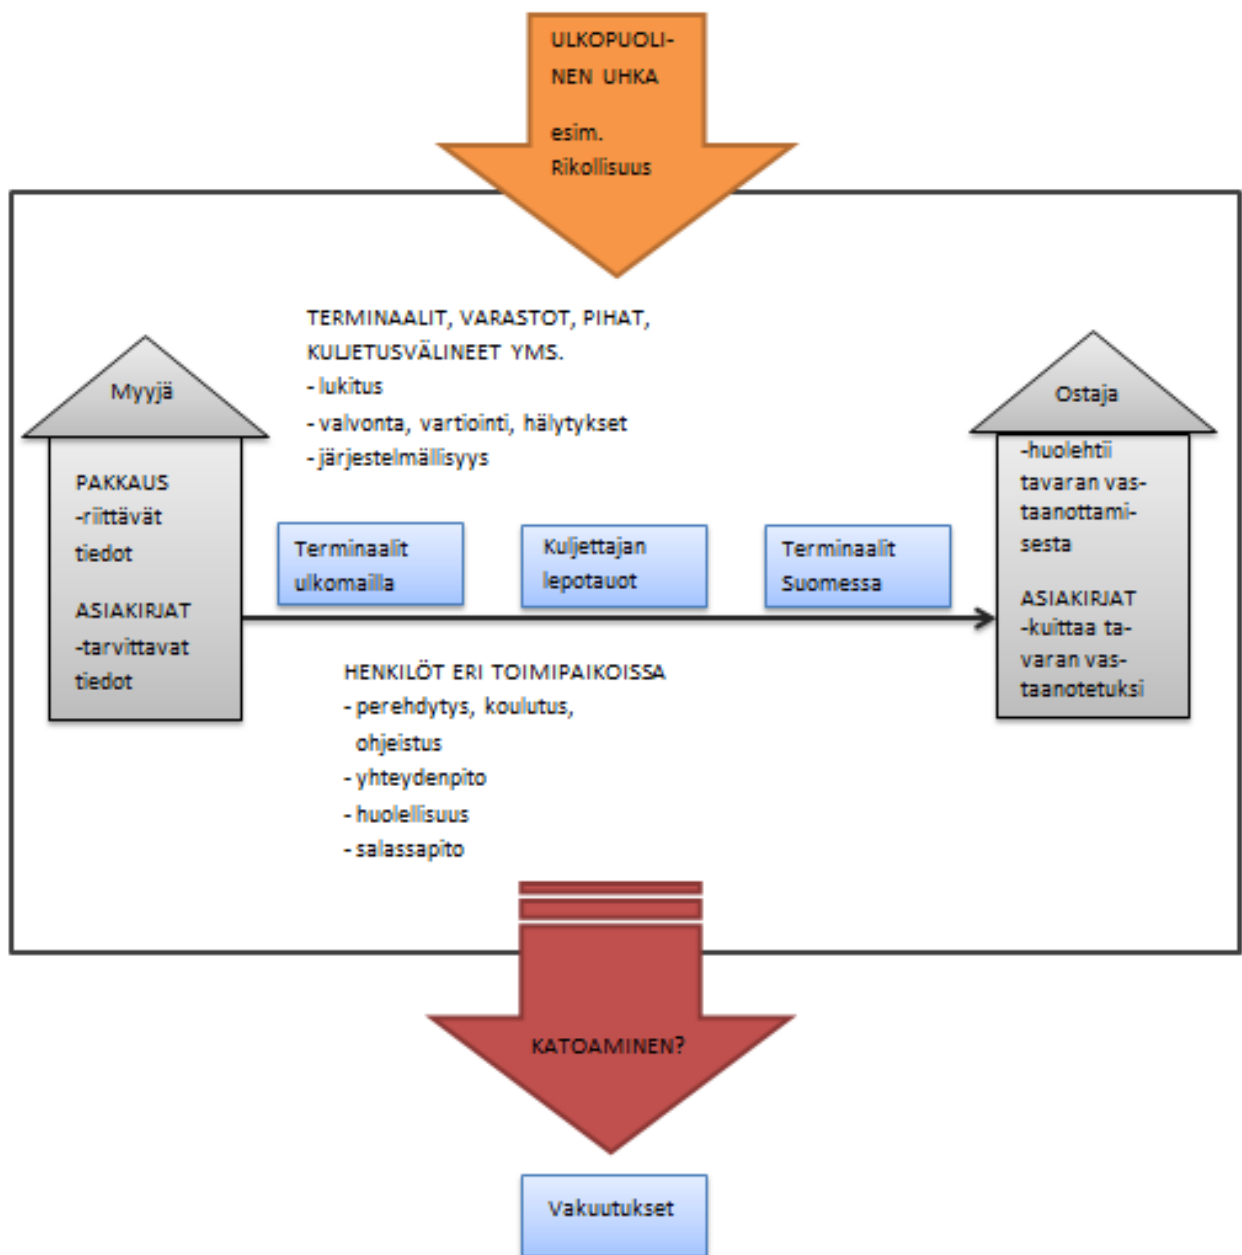 ULKOPUOLI-
NEN UHKA
esim.
Rikollisuus
TERMINAALIT, VARASTOT, PIHAT,
KULJETUSVÄLINEET YMS.
- lukitus
- valvonta, vartiointi, hälytykset
- järjestelmällisyys
Myyjä
PAKKAUS
-riittävät
tiedot
ASIAKIRJAT
-tarvittavat
tiedot
Terminaalit
ulkomailla
Kuljettajan
lepotauot
Terminaalit
Suomessa
Ostaja
-huolehtii
tavaran vas-
taanottami-
sesta
ASIAKIRJAT
-kuittaa ta-
varan vas-
taanotetuksi
HENKILÖT ERI TOIMIPAIKOISSA
- perehdytys, koulutus,
ohjeistus
- yhteydenpito
- huolellisuus
- salassapito
KATOAMINEN?
Vakuutukset